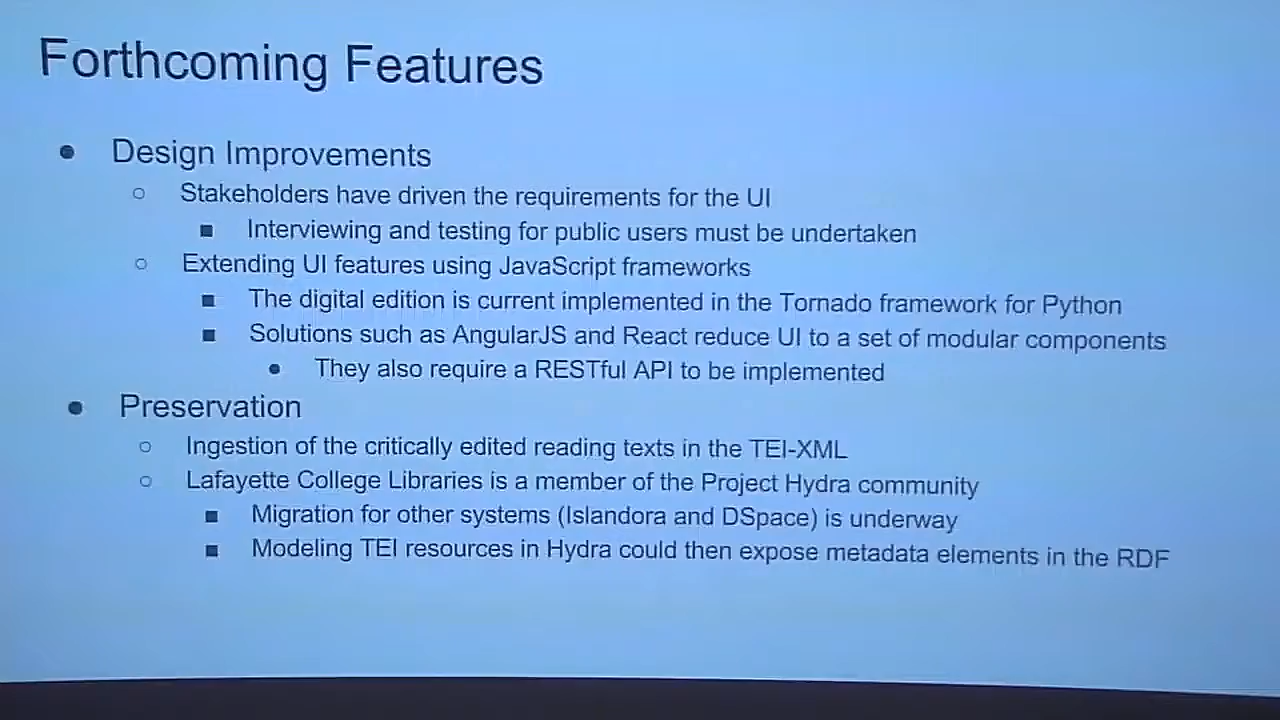 Forthcoming Features
● Design Improvements
○ Stakeholders have driven the requirements for the UI
■ Interviewing and testing for public users must be undertaken
○ Extending UI features using JavaScript frameworks
■ The digital edition is current implemented in the Tornado framework for Python
■ Solutions such as AngularJS and React reduce UI to a set of modular components
● They also require a RESTful API to be implemented
● Preservation
○ Ingestion of the critically edited reading texts in the TEI-XML
○ Lafayette College Libraries is a member of the Project Hydra community
■ Migration for other systems (Islandora and DSpace) is underway
■ Modeling TEI resources in Hydra could then expose metadata elements in the RDF